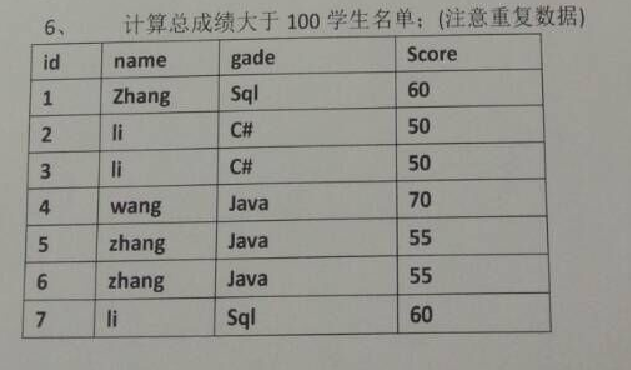 6、 计算总成绩大于 100 学生名单；(注意重复数据)
id name gade Score
1 Zhang Sql 60
2 li C# 50
3 li C# 50
4 wang Java 70
5 zhang Java 55
6 zhang Java 55
7 li Sql 60